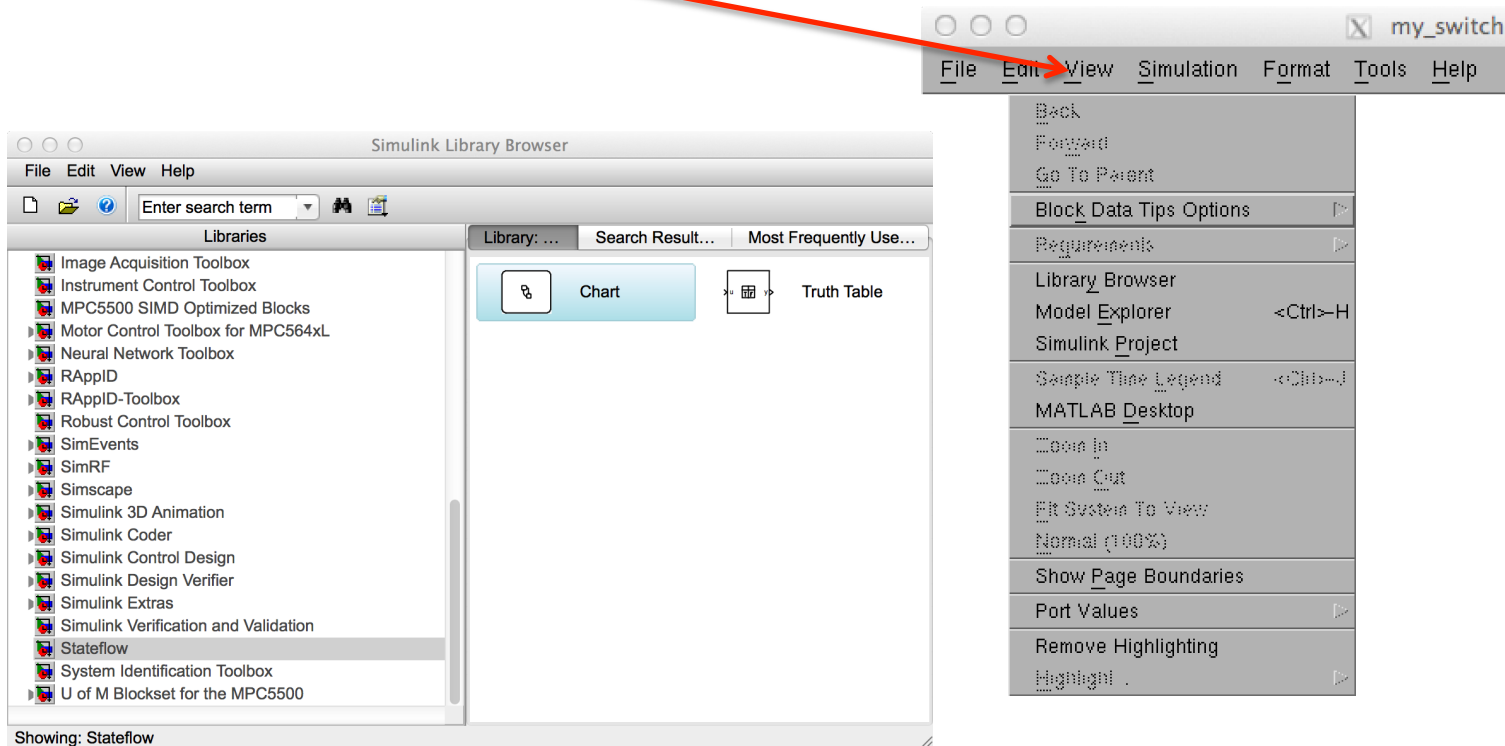 my_switch
File Edit View Simulation Format Tools Help
Back
Forward
Go To Parent
Block Data Tips Options
Requirements
Library Browser
Model Explorer <Ctrl>-H
Simulink Project
Sample Time Legend <Ctrl>-J
MATLAB Desktop
Zoom In
Zoom Out
Fit System To View
Normal (100%)
Show Page Boundaries
Port Values
Remove Highlighting
Highlight .
Simulink Library Browser
File Edit View Help
Enter search term
Libraries
Image Acquisition Toolbox
Instrument Control Toolbox
MPC5500 SIMD Optimized Blocks
Motor Control Toolbox for MPC564xL
Neural Network Toolbox
RAppID
RAppID-Toolbox
Robust Control Toolbox
SimEvents
SimRF
Simscape
Simulink 3D Animation
Simulink Coder
Simulink Control Design
Simulink Design Verifier
Simulink Extras
Simulink Verification and Validation
Stateflow
System Identification Toolbox
U of M Blockset for the MPC5500
Library: ... Search Result... Most Frequently Use...
Chart u y Truth Table
Showing: Stateflow